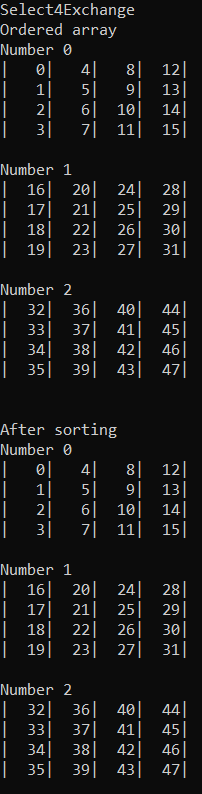 Select4Exchange
Ordered array
Number 0
|   0|   4|   8|  12|
|   1|   5|   9|  13|
|   2|   6|  10|  14|
|   3|   7|  11|  15|

Number 1
|  16|  20|  24|  28|
|  17|  21|  25|  29|
|  18|  22|  26|  30|
|  19|  23|  27|  31|

Number 2
|  32|  36|  40|  44|
|  33|  37|  41|  45|
|  34|  38|  42|  46|
|  35|  39|  43|  47|


After sorting
Number 0
|   0|   4|   8|  12|
|   1|   5|   9|  13|
|   2|   6|  10|  14|
|   3|   7|  11|  15|

Number 1
|  16|  20|  24|  28|
|  17|  21|  25|  29|
|  18|  22|  26|  30|
|  19|  23|  27|  31|

Number 2
|  32|  36|  40|  44|
|  33|  37|  41|  45|
|  34|  38|  42|  46|
|  35|  39|  43|  47|